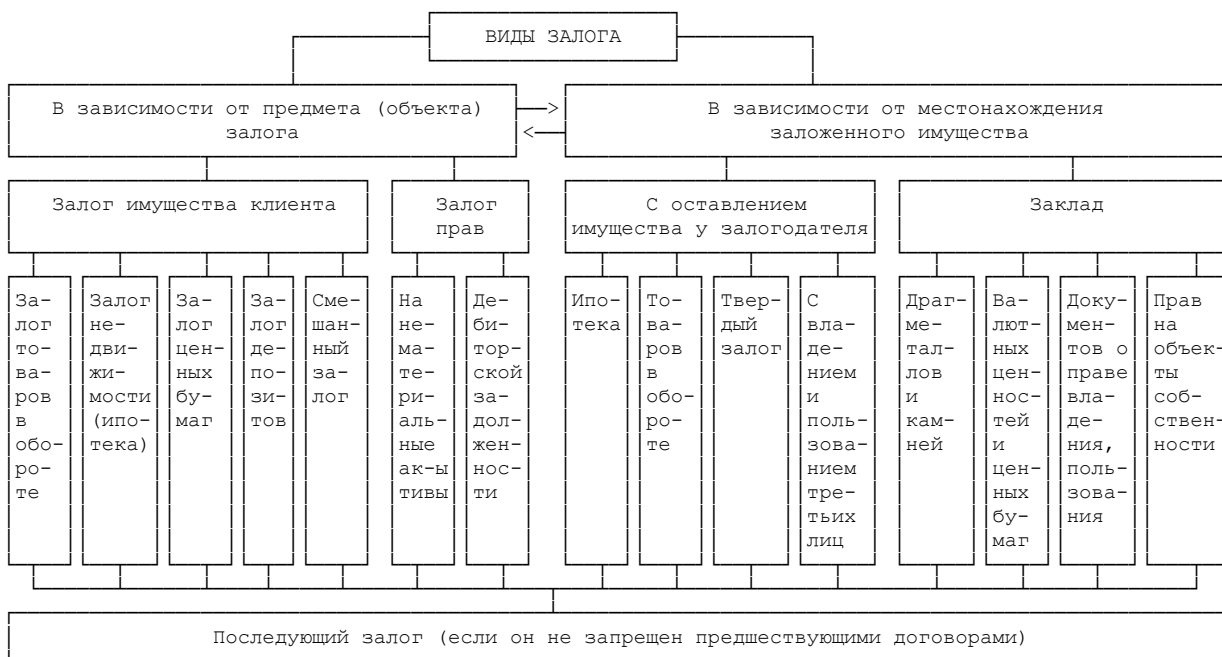 ВИДЫ ЗАЛОГА
В зависимости от предмета (объекта)
залога
—>
<—
В зависимости от местонахождения
заложенного имущества
Залог имущества клиента
Залог
прав
С оставлением
имущества у залогодателя
Заклад
За-
лог
то-
ва-
ров
в
обо-
ро-
те
Залог
не-
дви-
жи-
мости
(ипо-
тека)
За-
лог
цен-
ных
бу-
маг
За-
лог
де-
по-
зи-
тов
Сме-
шан-
ный
за-
лог
На
не-
ма-
те-
ри-
аль-
ные
ак-ы
тивы
Де-
би-
тор-
ской
за-
дол-
жен-
нос-
ти
Ипо-
тека
То-
ва-
ров
в
обо-
ро-
те
Твер-
дый
залог
С
вла-
де-
нием
и
поль-
зова-
нием
тре-
тьих
лиц
Драг-
ме-
тал-
лов
и
кам-
ней
Ва-
лют-
ных
цен-
нос-
тей
и
цен-
ных
бу-
маг
Доку-
мен-
тов о
праве
вла-
де-
ния,
поль-
зова-
ния
Прав
на
объек-
ты
соб-
ствен-
ности
Последующий залог (если он не запрещен предшествующими договорами)